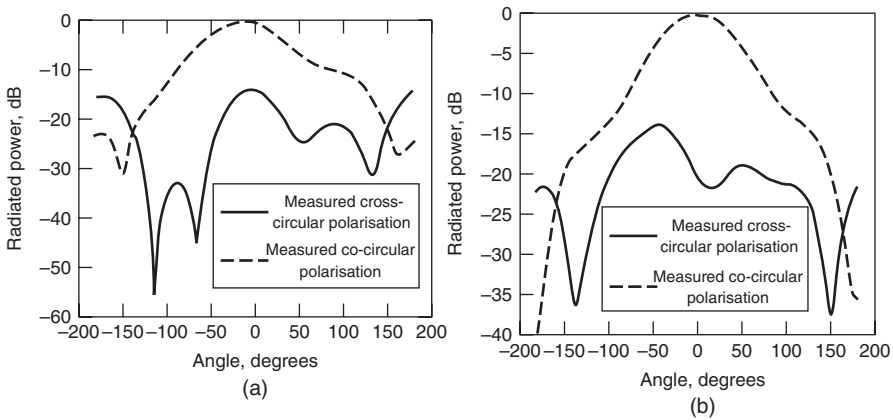 0
−10
−20
−30
−40
−50
−60
Radiated power, dB
−200 −150 −100 −50 0 50 100 150 200
Angle, degrees
Measured cross-
circular polarisation
Measured co-circular
polarisation
(a)
0
−5
−10
−15
−20
−25
−30
−35
−40
Radiated power, dB
−200 −150 −100 −50 0 50 100 150 200
Angle, degrees
Measured cross-
circular polarisation
Measured co-circular
polarisation
(b)